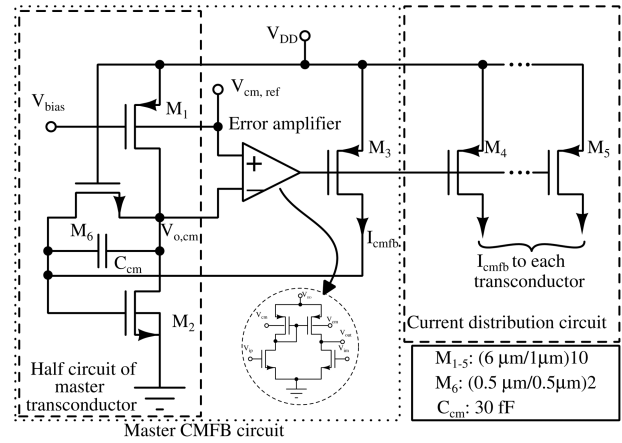 V_DD
V_cm, ref
V_bias
M_1
Error amplifier
M_3
M_4
M_5
M_6
V_o,cm
C_cm
I_cmfb
I_cmfb to each
transconductor
M_2
V_cm
V_out
Current distribution circuit
Half circuit of
master
transconductor
M_1-5: (6 μm/1μm)10
M_6: (0.5 μm/0.5μm)2
C_cm: 30 fF
Master CMFB circuit